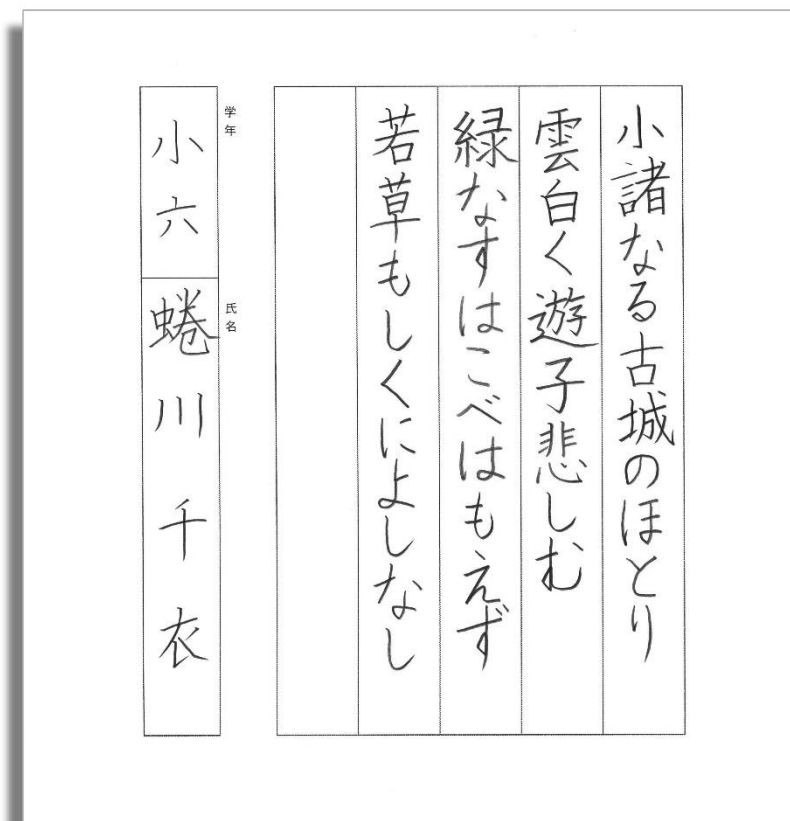 小諸なる古城のほとり
雲白く遊子悲しむ
緑なすはこべはもえず
若草もしくによしなし
学年
小六
氏名
蜷川千衣